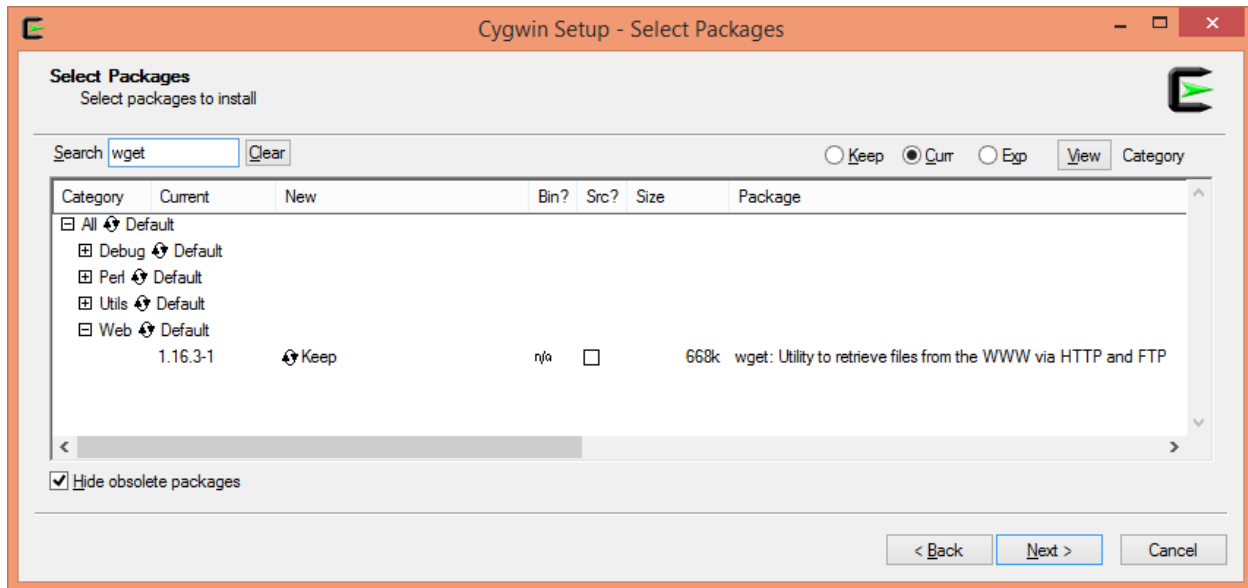 Cygwin Setup - Select Packages
Select Packages
Select packages to install
Search wget Clear Keep Curr Exp View Category
Category Current New Bin? Src? Size Package
All Default
Debug Default
Perl Default
Utils Default
Web Default
1.16.3-1 Keep n/a 668k wget: Utility to retrieve files from the WWW via HTTP and FTP
Hide obsolete packages
< Back Next > Cancel